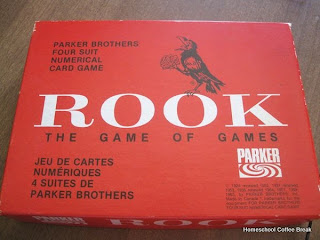 PARKER BROTHERS
FOUR SUIT
NUMERICAL
CARD GAME
ROOK
THE GAME OF GAMES
JEU DE CARTES
NUMÉRIQUES
4 SUITES DE
PARKER BROTHERS
PARKER
Homeschool Coffee Break